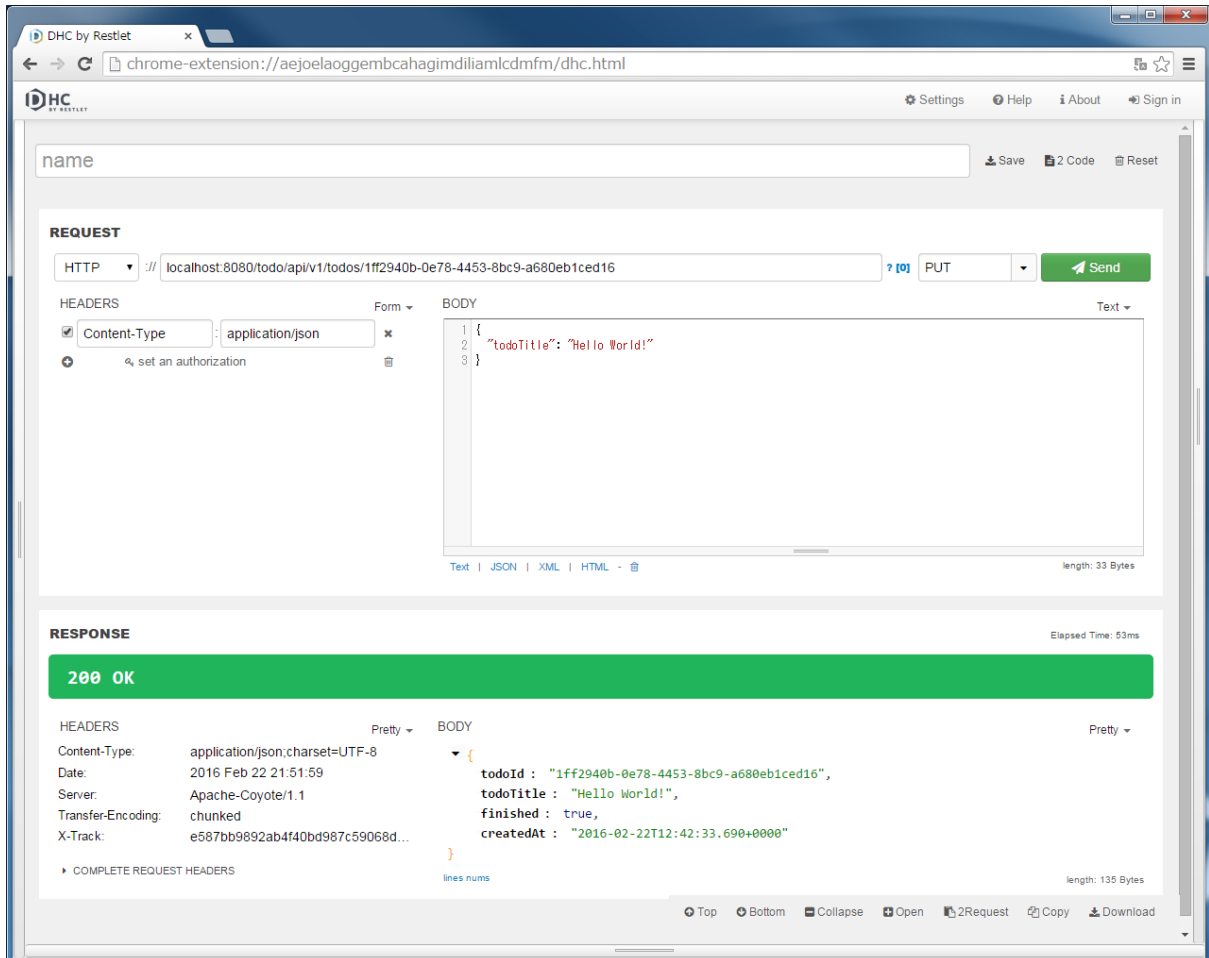 DHC by Restlet
chrome-extension://aejoelaoggembcahagimdiliamlcdmfm/dhc.html
DHC
BY RESTLET
Settings Help About Sign in
name
Save 2 Code Reset
REQUEST
HTTP :// localhost:8080/todo/api/v1/todos/1ff2940b-0e78-4453-8bc9-a680eb1ced16 ? [0] PUT Send
HEADERS Form BODY Text
Content-Type : application/json
set an authorization
1 {
2 "todoTitle": "Hello World!"
3 }
Text | JSON | XML | HTML - length: 33 Bytes
RESPONSE Elapsed Time: 53ms
200 OK
HEADERS Pretty BODY Pretty
Content-Type: application/json;charset=UTF-8
Date: 2016 Feb 22 21:51:59
Server: Apache-Coyote/1.1
Transfer-Encoding: chunked
X-Track: e587bb9892ab4f40bd987c59068d...
COMPLETE REQUEST HEADERS
{
todoId : "1ff2940b-0e78-4453-8bc9-a680eb1ced16",
todoTitle : "Hello World!",
finished : true,
createdAt : "2016-02-22T12:42:33.690+0000"
}
lines nums length: 135 Bytes
Top Bottom Collapse Open 2Request Copy Download